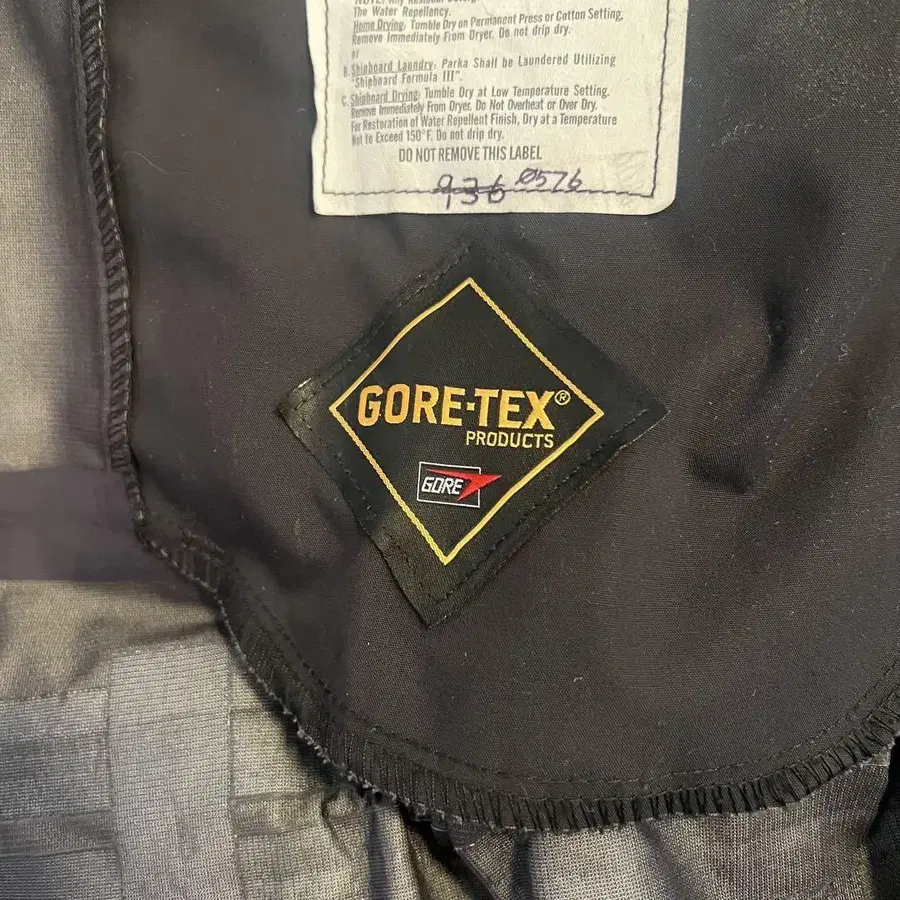 The Water Repellency.
Home Drying: Tumble Dry on Permanent Press or Cotton Setting,
Remove Immediately From Dryer. Do not drip dry.
or
B. Shipboard Laundry: Parka Shall be Laundered Utilizing
"Shipboard Formula III".
C. Shipboard Drying: Tumble Dry at Low Temperature Setting.
Remove Immediately From Dryer. Do Not Overheat or Over Dry.
For Restoration of Water Repellent Finish, Dry at a Temperature
Not to Exceed 150°F. Do not drip dry.
DO NOT REMOVE THIS LABEL
936 0576
GORE-TEX®
PRODUCTS
GORE